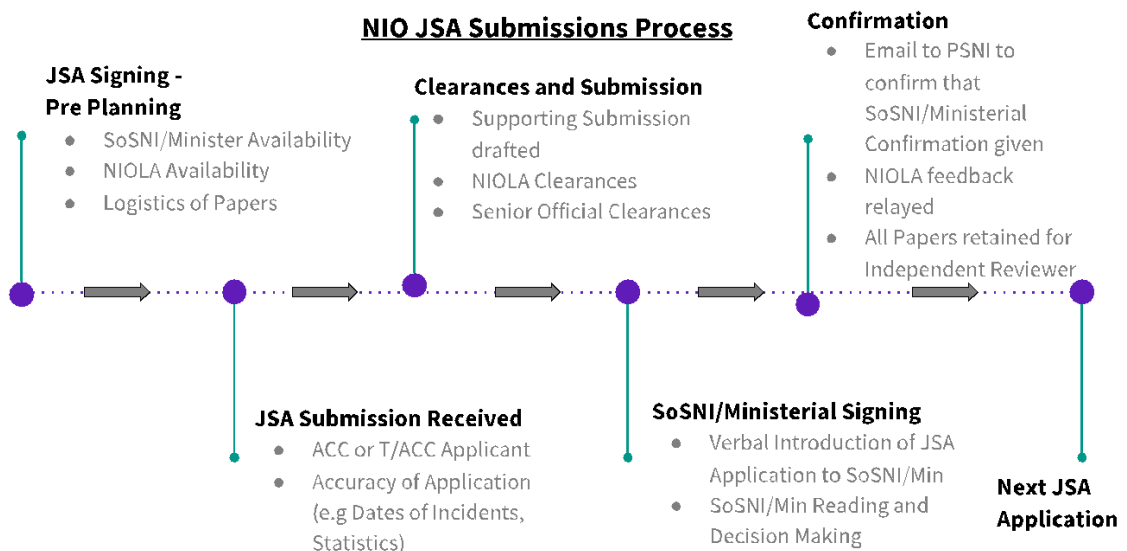 NIO JSA Submissions Process
JSA Signing -
Pre Planning
● SoSNI/Minister Availability
● NIOLA Availability
● Logistics of Papers
JSA Submission Received
● ACC or T/ACC Applicant
● Accuracy of Application
(e.g Dates of Incidents,
Statistics)
Clearances and Submission
● Supporting Submission
drafted
● NIOLA Clearances
● Senior Official Clearances
SoSNI/Ministerial Signing
● Verbal Introduction of JSA
Application to SoSNI/Min
● SoSNI/Min Reading and
Decision Making
Confirmation
● Email to PSNI to
confirm that
SoSNI/Ministerial
Confirmation given
● NIOLA feedback
relayed
● All Papers retained for
Independent Reviewer
Next JSA
Application